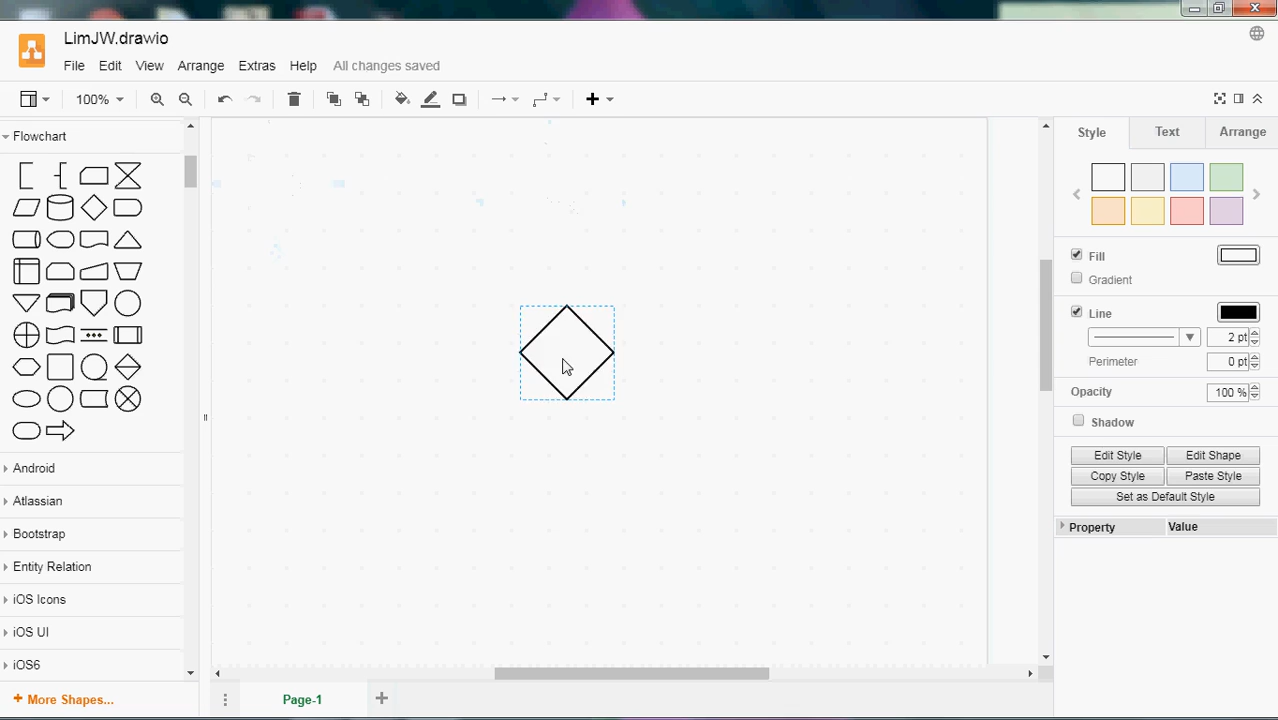 LimJW.drawio
File Edit View Arrange Extras Help All changes saved
100%
Flowchart
Android
Atlassian
Bootstrap
Entity Relation
iOS Icons
iOS UI
iOS6
+ More Shapes...
Page-1
Style Text Arrange
Fill
Gradient
Line
2 pt
Perimeter 0 pt
Opacity 100 %
Shadow
Edit Style Edit Shape
Copy Style Paste Style
Set as Default Style
Property Value